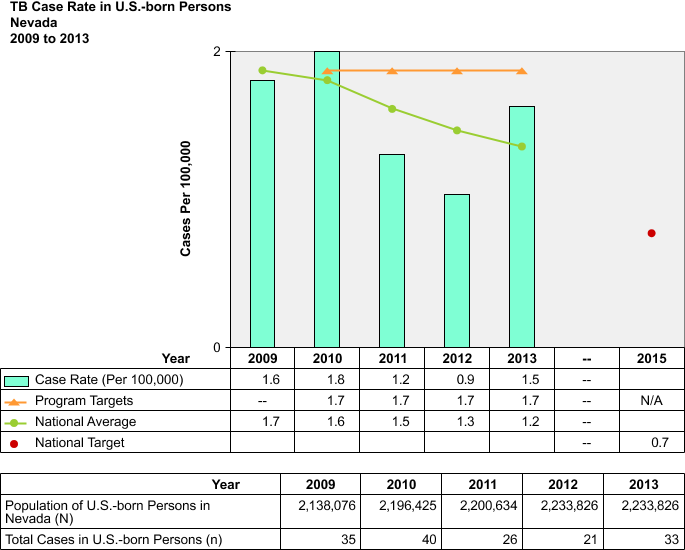 TB Case Rate in U.S.-born Persons
Nevada
2009 to 2013
2
Cases Per 100,000
0
Year 2009 2010 2011 2012 2013 -- 2015
Case Rate (Per 100,000) 1.6 1.8 1.2 0.9 1.5 --
Program Targets -- 1.7 1.7 1.7 1.7 -- N/A
National Average 1.7 1.6 1.5 1.3 1.2 --
National Target -- 0.7
Year 2009 2010 2011 2012 2013
Population of U.S.-born Persons in
Nevada (N) 2,138,076 2,196,425 2,200,634 2,233,826 2,233,826
Total Cases in U.S.-born Persons (n) 35 40 26 21 33